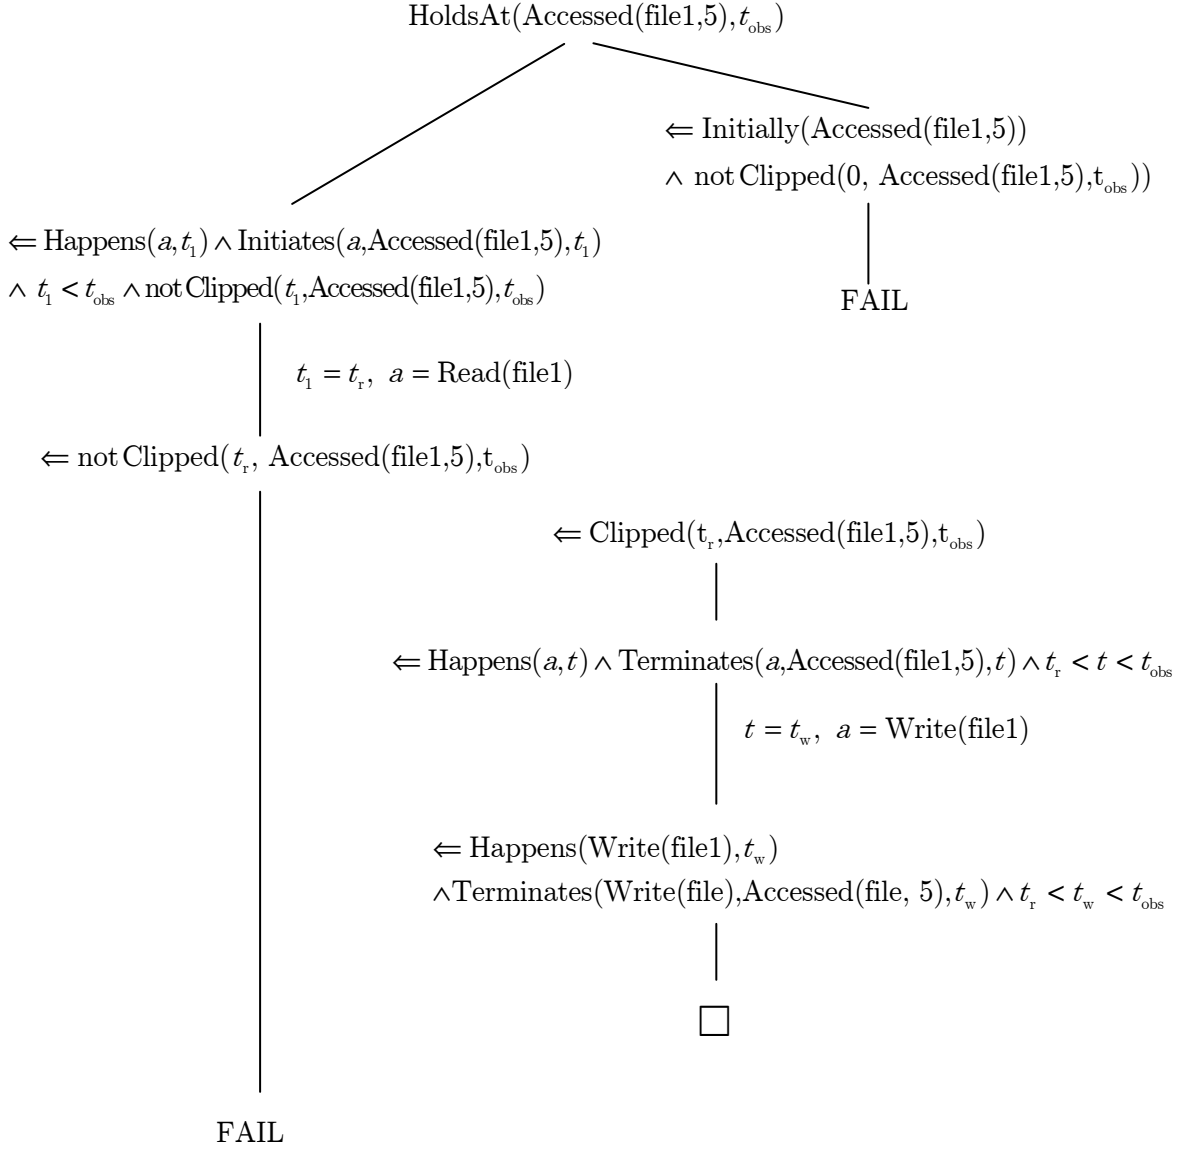 HoldsAt(Accessed(file1,5),t_obs)
⇐ Initially(Accessed(file1,5))
∧ not Clipped(0, Accessed(file1,5),t_obs))
⇐ Happens(a,t_1) ∧ Initiates(a,Accessed(file1,5),t_1)
∧ t_1 < t_obs ∧ not Clipped(t_1,Accessed(file1,5),t_obs)
FAIL
t_1 = t_r, a = Read(file1)
⇐ not Clipped(t_r, Accessed(file1,5),t_obs)
⇐ Clipped(t_r,Accessed(file1,5),t_obs)
⇐ Happens(a,t) ∧ Terminates(a,Accessed(file1,5),t) ∧ t_r < t < t_obs
t = t_w, a = Write(file1)
⇐ Happens(Write(file1),t_w)
∧Terminates(Write(file),Accessed(file, 5),t_w) ∧ t_r < t_w < t_obs
FAIL